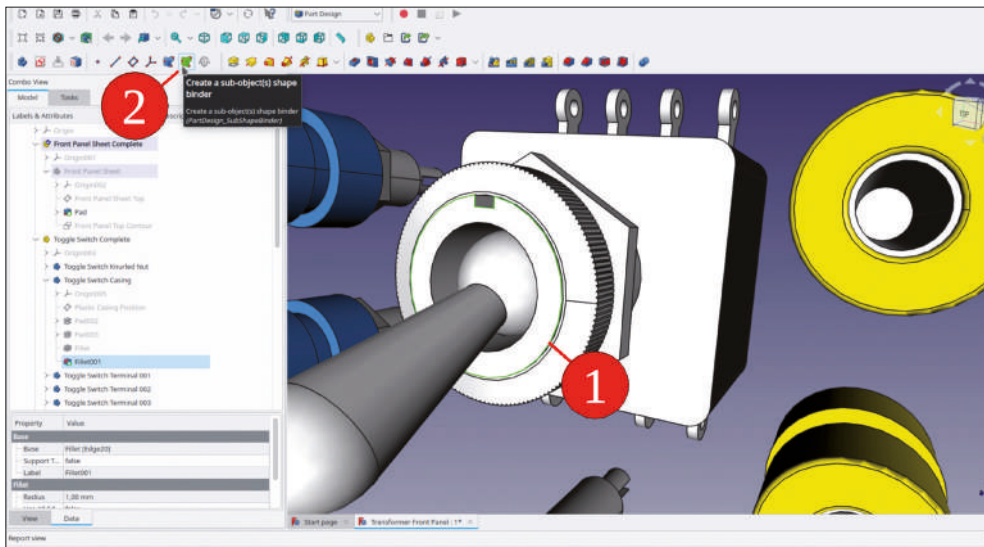 Part Design
2
Create a sub-object(s) shape
binder
Create a sub-object(s) shape binder
(PartDesign_SubShapeBinder)
Combo View
Model
Tasks
Labels & Attributes
Origin
Front Panel Sheet Complete
Origin001
Front Panel Sheet
Origin002
Front Panel Sheet Top
Pad
Front Panel Top Contour
Toggle Switch Complete
Toggle Switch Knurled Nut
Toggle Switch Casing
Origin005
Plastic Casing Position
Pad002
Fillet
Fillet001
Toggle Switch Terminal 001
Toggle Switch Terminal 002
Toggle Switch Terminal 003
1
Property Value
Base
Base Fillet (Edge20)
Support T... false
Label Fillet001
Fillet
Radius 1,00 mm
View Data
Start page
Transformer Front Panel : 1*
Report view